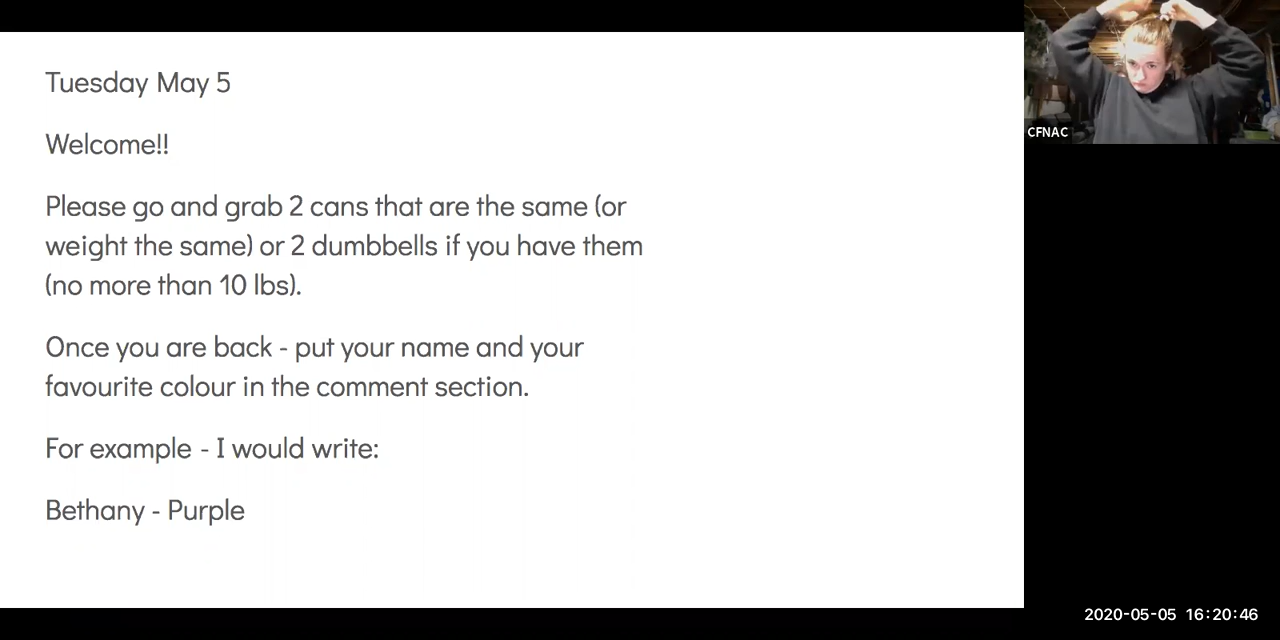 Tuesday May 5
Welcome!!
Please go and grab 2 cans that are the same (or
weight the same) or 2 dumbbells if you have them
(no more than 10 lbs).
Once you are back - put your name and your
favourite colour in the comment section.
For example - I would write:
Bethany - Purple
CFNAC
2020-05-05 16:20:46